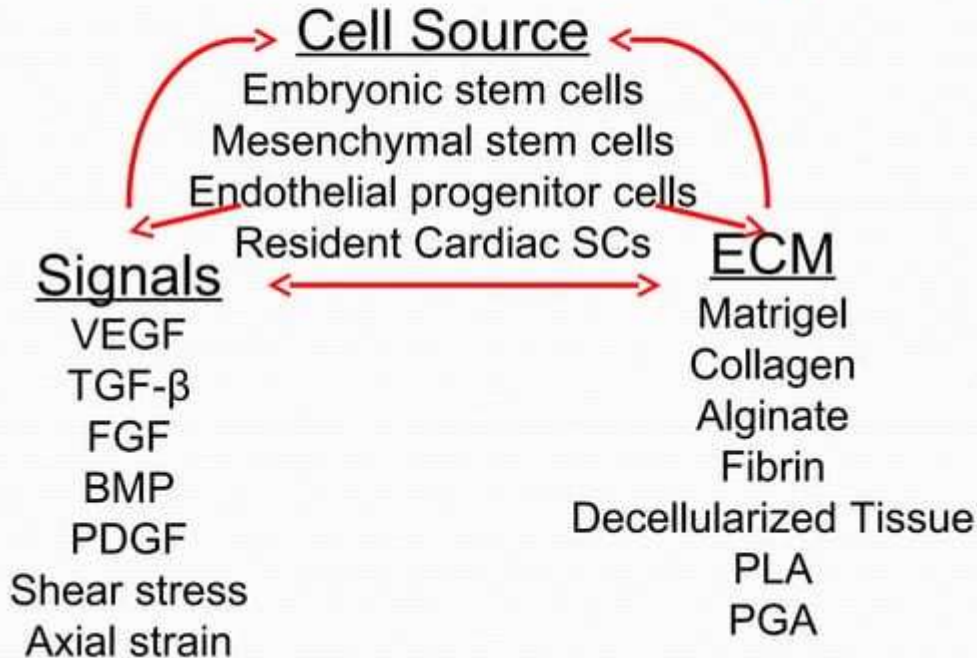 Cell Source
Embryonic stem cells
Mesenchymal stem cells
Endothelial progenitor cells
Resident Cardiac SCs
Signals
VEGF
TGF-β
FGF
BMP
PDGF
Shear stress
Axial strain
ECM
Matrigel
Collagen
Alginate
Fibrin
Decellularized Tissue
PLA
PGA